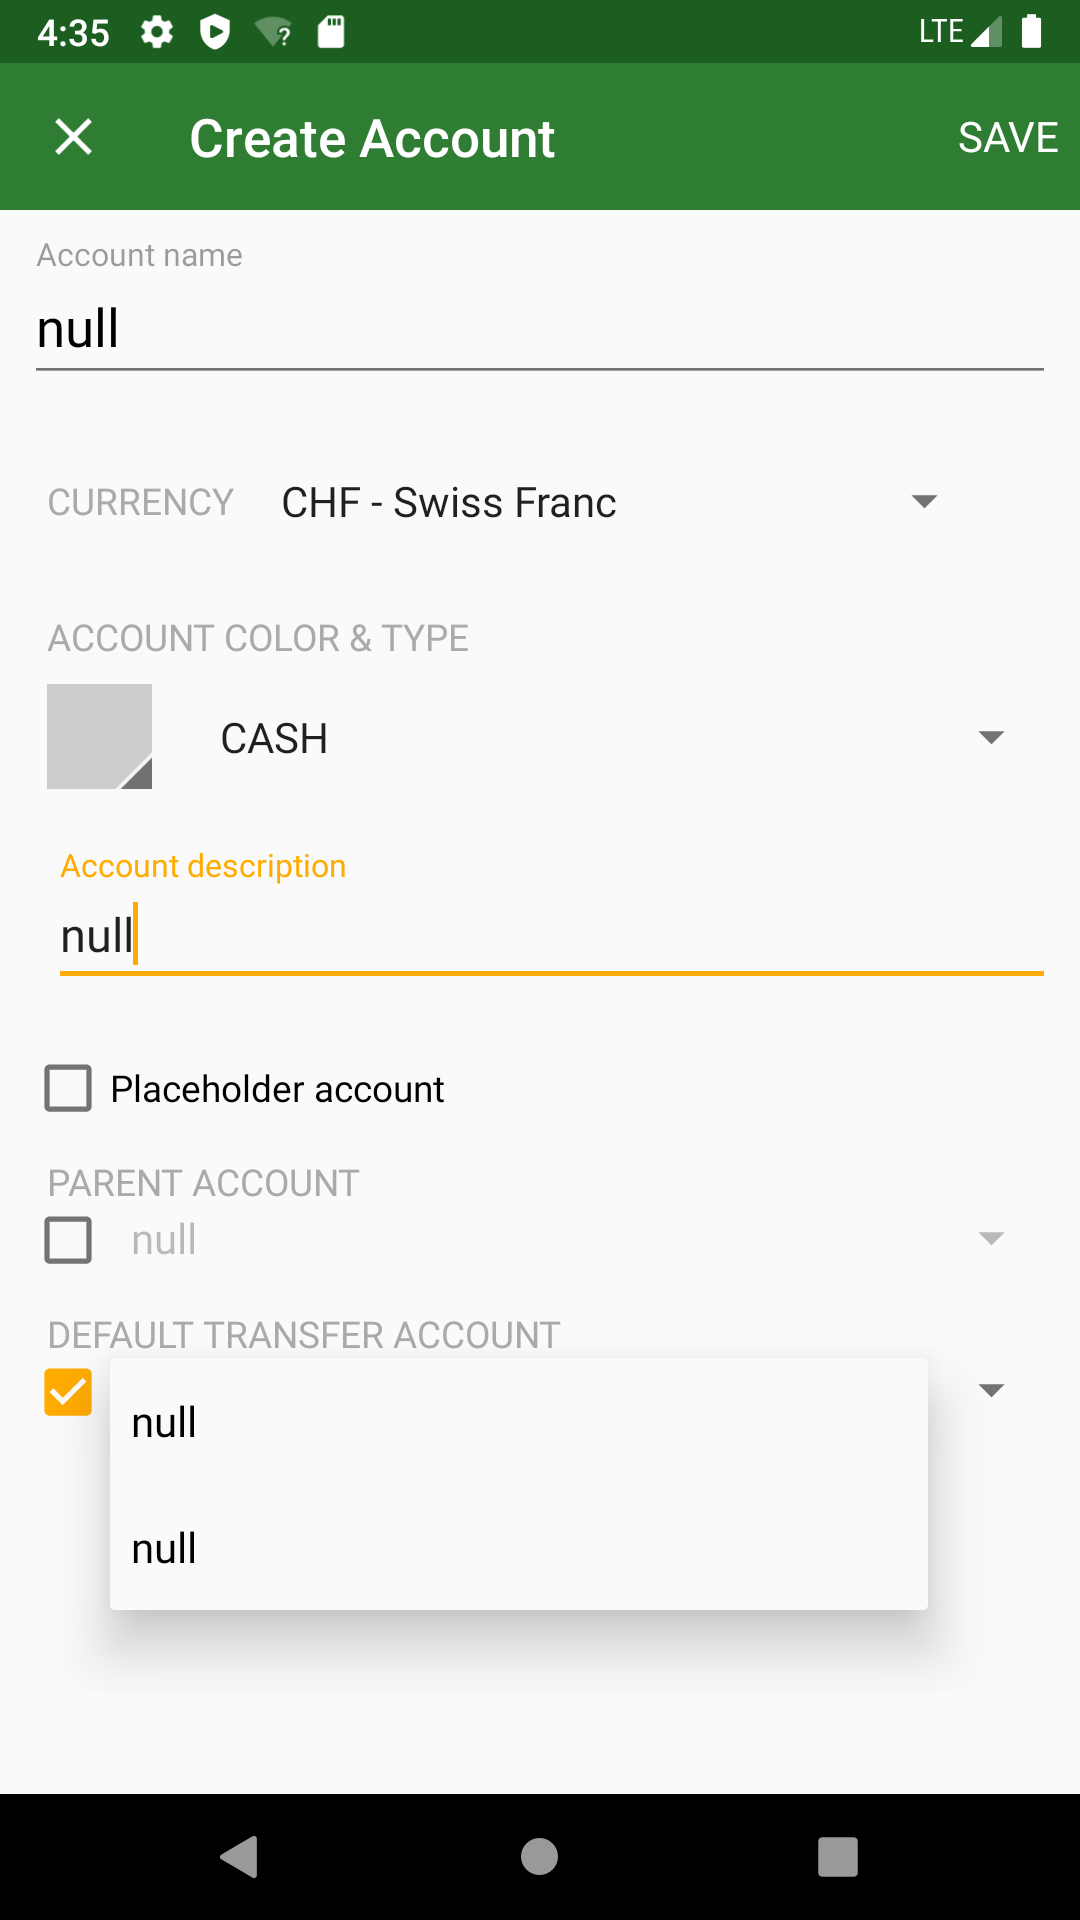 4:35
LTE
Create Account
SAVE
Account name
null
CURRENCY CHF - Swiss Franc
ACCOUNT COLOR & TYPE
CASH
Account description
null
Placeholder account
PARENT ACCOUNT
null
DEFAULT TRANSFER ACCOUNT
null
null